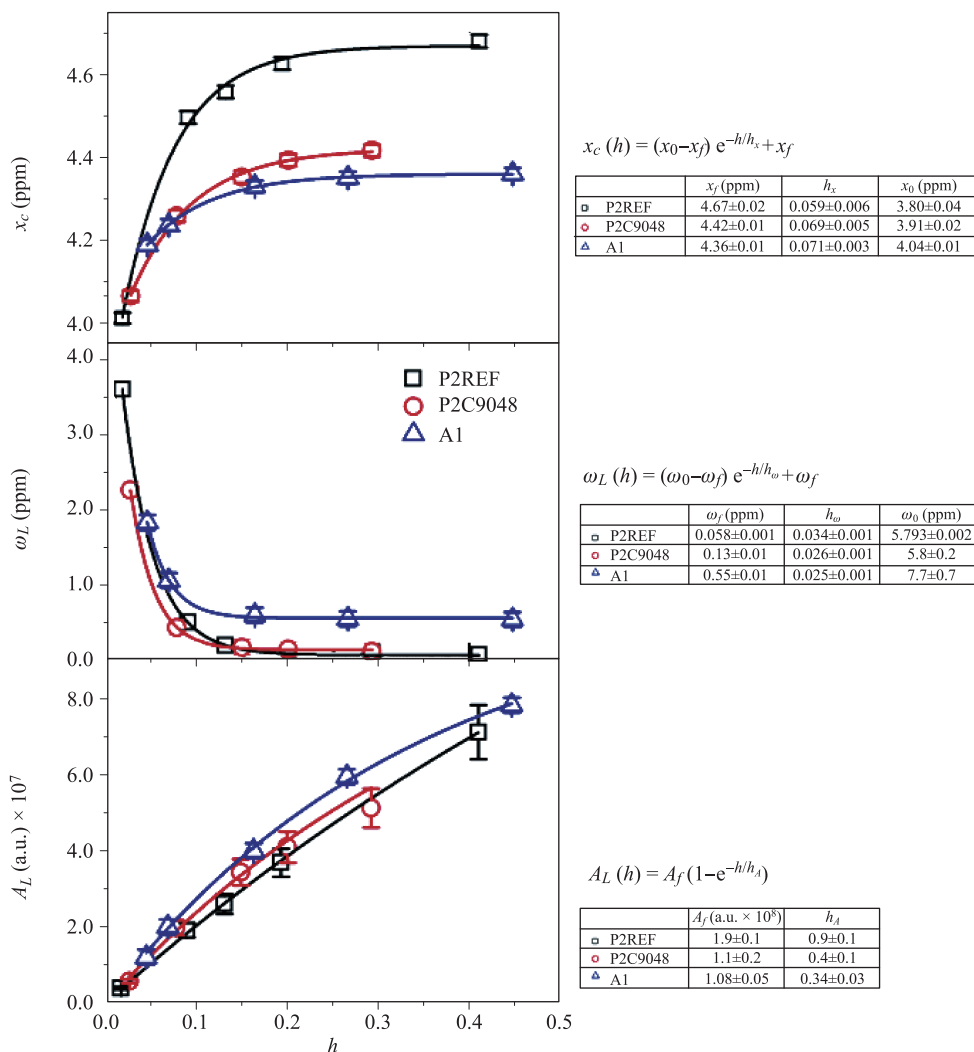 4.6
4.4
4.2
4.0
x_c (ppm)
x_c (h) = (x_0–x_f) e^{–h/h_x} + x_f
x_f (ppm) h_x x_0 (ppm)
P2REF 4.67±0.02 0.059±0.006 3.80±0.04
P2C9048 4.42±0.01 0.069±0.005 3.91±0.02
A1 4.36±0.01 0.071±0.003 4.04±0.01
4.0
3.0
2.0
1.0
0.0
ω_L (ppm)
P2REF
P2C9048
A1
ω_L (h) = (ω_0–ω_f) e^{–h/h_ω} + ω_f
ω_f (ppm) h_ω ω_0 (ppm)
P2REF 0.058±0.001 0.034±0.001 5.793±0.002
P2C9048 0.13±0.01 0.026±0.001 5.8±0.2
A1 0.55±0.01 0.025±0.001 7.7±0.7
8.0
6.0
4.0
2.0
0.0
A_L (a.u.) × 10^7
A_L (h) = A_f (1–e^{–h/h_A})
A_f (a.u. × 10^8) h_A
P2REF 1.9±0.1 0.9±0.1
P2C9048 1.1±0.2 0.4±0.1
A1 1.08±0.05 0.34±0.03
0.0 0.1 0.2 0.3 0.4 0.5
h